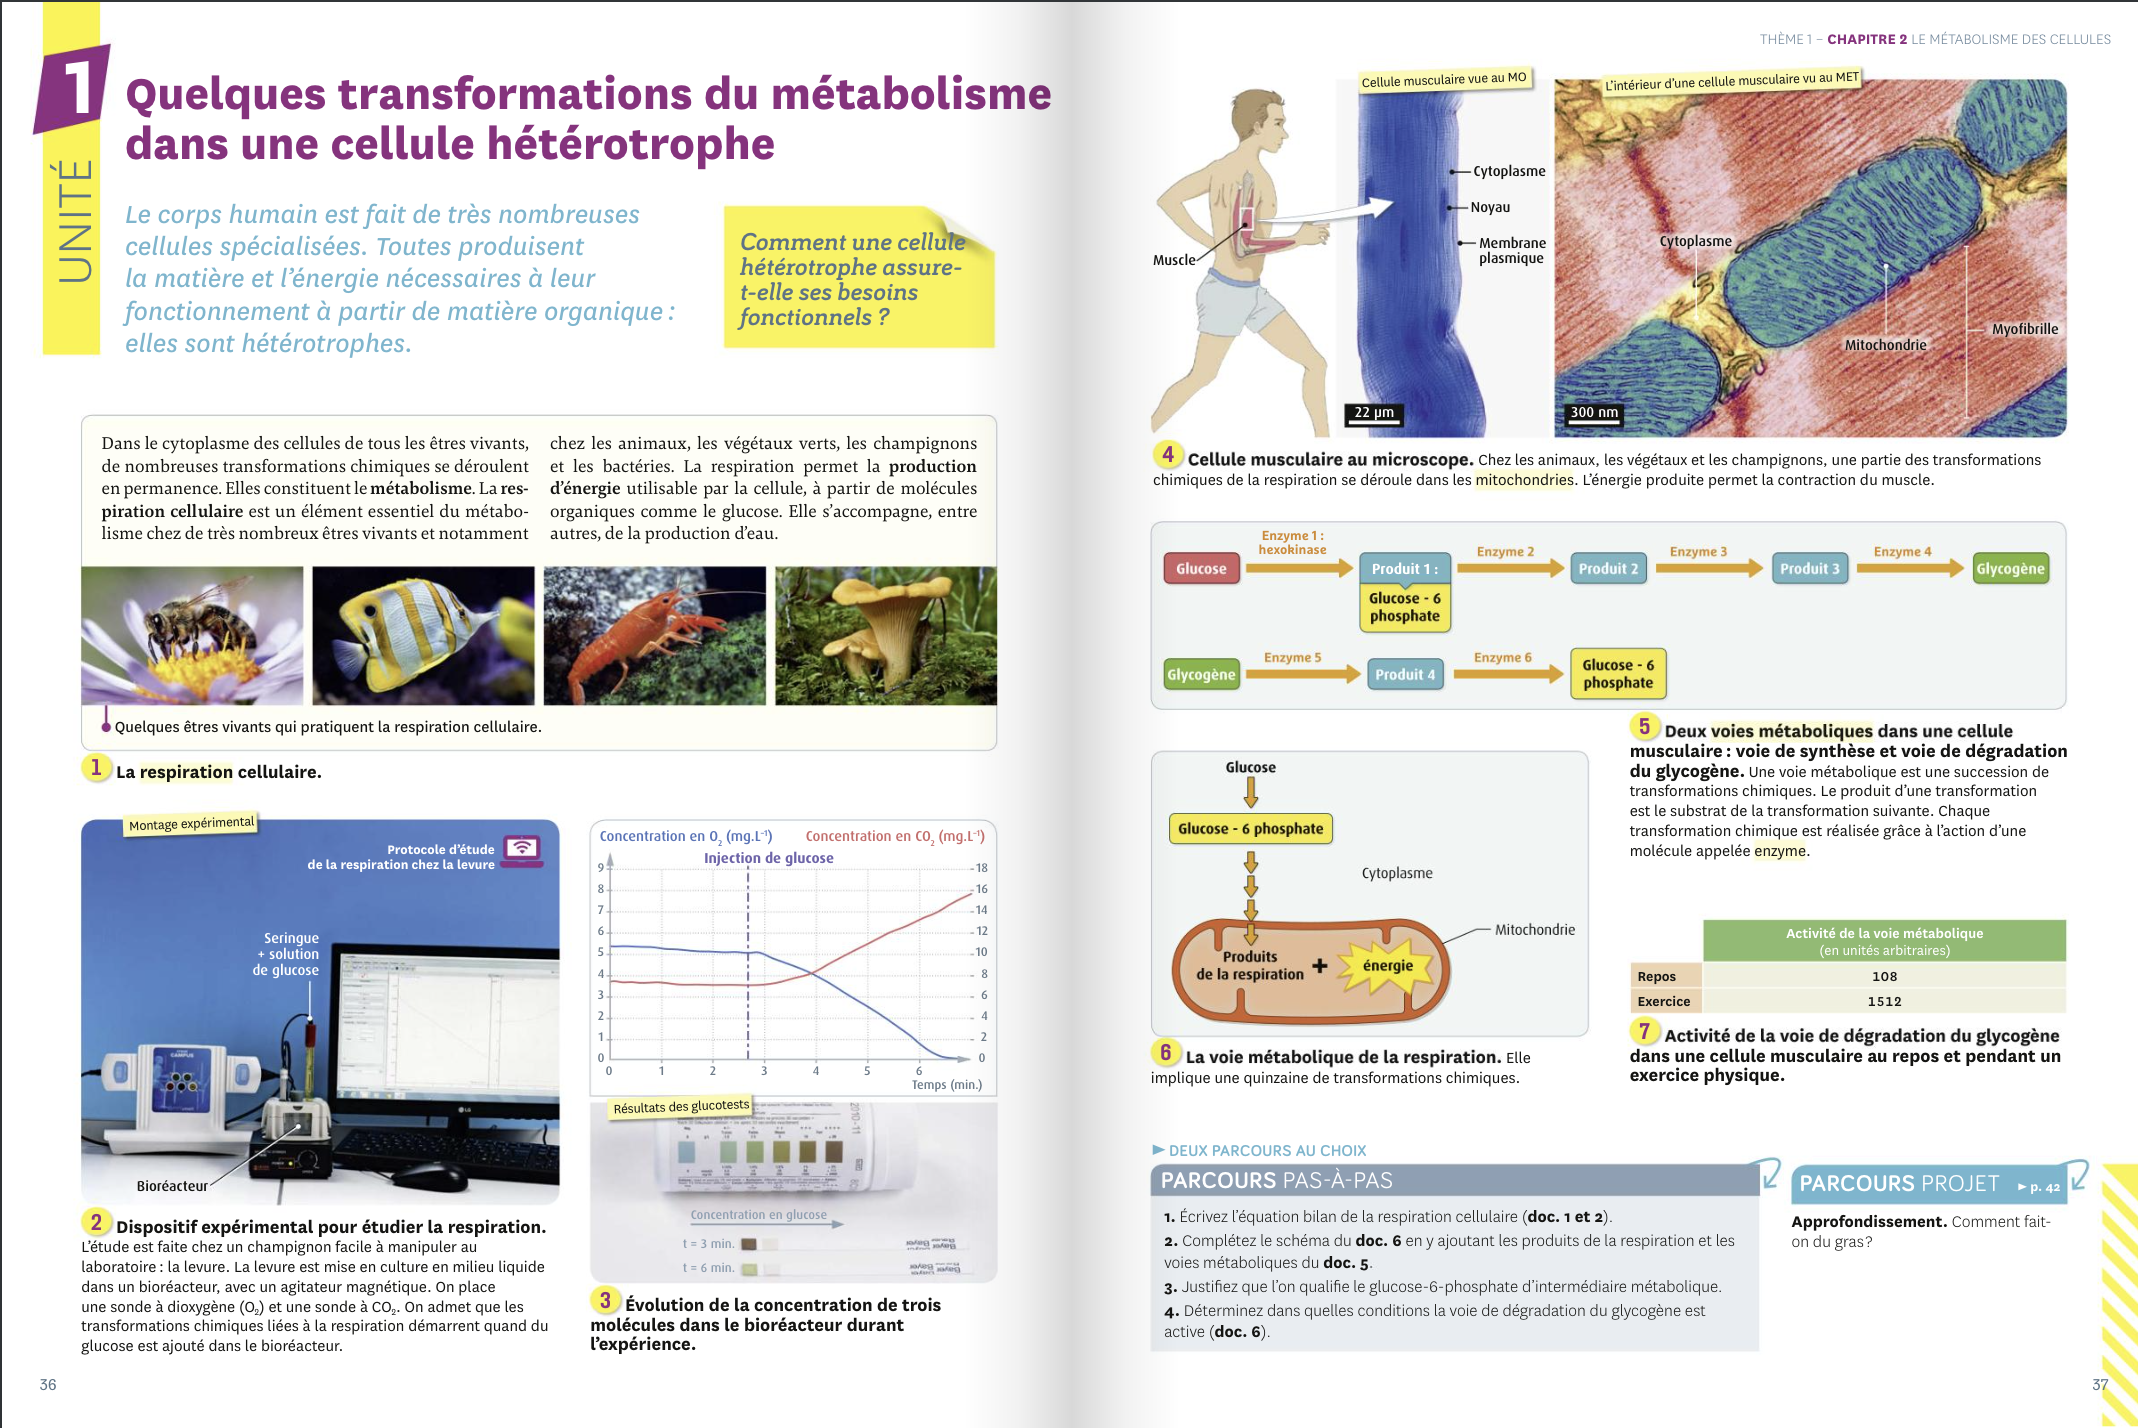 1
UNITÉ
Quelques transformations du métabolisme
dans une cellule hétérotrophe
Le corps humain est fait de très nombreuses
cellules spécialisées. Toutes produisent
la matière et l'énergie nécessaires à leur
fonctionnement à partir de matière organique :
elles sont hétérotrophes.
Comment une cellule
hétérotrophe assure-
t-elle ses besoins
fonctionnels ?
Dans le cytoplasme des cellules de tous les êtres vivants,
de nombreuses transformations chimiques se déroulent
en permanence. Elles constituent le métabolisme. La res-
piration cellulaire est un élément essentiel du métabo-
lisme chez de très nombreux êtres vivants et notamment
chez les animaux, les végétaux verts, les champignons
et les bactéries. La respiration permet la production
d'énergie utilisable par la cellule, à partir de molécules
organiques comme le glucose. Elle s'accompagne, entre
autres, de la production d'eau.
Quelques êtres vivants qui pratiquent la respiration cellulaire.
1 La respiration cellulaire.
Montage expérimental
Protocole d'étude
de la respiration chez la levure
Seringue
+ solution
de glucose
CAMPUS
LG
Bioréacteur
2 Dispositif expérimental pour étudier la respiration.
L'étude est faite chez un champignon facile à manipuler au
laboratoire : la levure. La levure est mise en culture en milieu liquide
dans un bioréacteur, avec un agitateur magnétique. On place
une sonde à dioxygène (O₂) et une sonde à CO₂. On admet que les
transformations chimiques liées à la respiration démarrent quand du
glucose est ajouté dans le bioréacteur.
Concentration en O₂ (mg.L⁻¹) Concentration en CO₂ (mg.L⁻¹)
Injection de glucose
9 18
8 16
7 14
6 12
5 10
4 8
3 6
2 4
1 2
0 0
0 1 2 3 4 5 6
Temps (min.)
Résultats des glucotests
Concentration en glucose
t = 3 min.
t = 6 min.
3 Évolution de la concentration de trois
molécules dans le bioréacteur durant
l'expérience.
36
THÈME 1 – CHAPITRE 2 LE MÉTABOLISME DES CELLULES
Cellule musculaire vue au MO
L'intérieur d'une cellule musculaire vu au MET
Muscle
Cytoplasme
Noyau
Membrane
plasmique
22 µm
Cytoplasme
Mitochondrie
Myofibrille
300 nm
4 Cellule musculaire au microscope. Chez les animaux, les végétaux et les champignons, une partie des transformations
chimiques de la respiration se déroule dans les mitochondries. L'énergie produite permet la contraction du muscle.
Glucose
Enzyme 1 :
hexokinase
Produit 1 :
Glucose - 6
phosphate
Enzyme 2
Produit 2
Enzyme 3
Produit 3
Enzyme 4
Glycogène
Glycogène
Enzyme 5
Produit 4
Enzyme 6
Glucose - 6
phosphate
5 Deux voies métaboliques dans une cellule
musculaire : voie de synthèse et voie de dégradation
du glycogène. Une voie métabolique est une succession de
transformations chimiques. Le produit d'une transformation
est le substrat de la transformation suivante. Chaque
transformation chimique est réalisée grâce à l'action d'une
molécule appelée enzyme.
Glucose
Glucose - 6 phosphate
Cytoplasme
Mitochondrie
Produits
de la respiration
+
énergie
6 La voie métabolique de la respiration. Elle
implique une quinzaine de transformations chimiques.
Activité de la voie métabolique
(en unités arbitraires)
Repos 108
Exercice 1512
7 Activité de la voie de dégradation du glycogène
dans une cellule musculaire au repos et pendant un
exercice physique.
DEUX PARCOURS AU CHOIX
PARCOURS PAS-À-PAS
1. Écrivez l'équation bilan de la respiration cellulaire (doc. 1 et 2).
2. Complétez le schéma du doc. 6 en y ajoutant les produits de la respiration et les
voies métaboliques du doc. 5.
3. Justifiez que l'on qualifie le glucose-6-phosphate d'intermédiaire métabolique.
4. Déterminez dans quelles conditions la voie de dégradation du glycogène est
active (doc. 6).
PARCOURS PROJET ► p. 42
Approfondissement. Comment fait-
on du gras ?
37